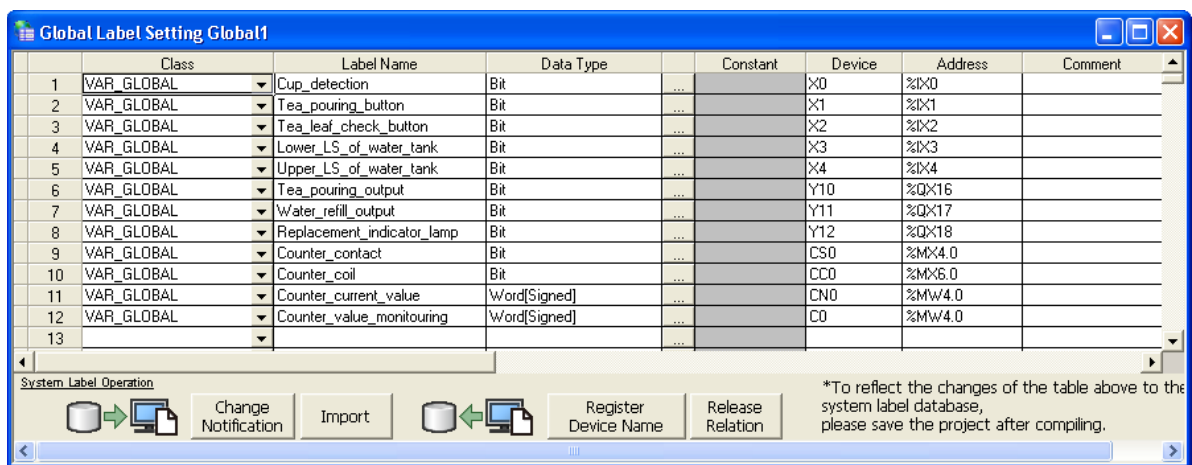 Global Label Setting Global1
Class Label Name Data Type Constant Device Address Comment
1 VAR_GLOBAL Cup_detection Bit ... X0 %IX0
2 VAR_GLOBAL Tea_pouring_button Bit ... X1 %IX1
3 VAR_GLOBAL Tea_leaf_check_button Bit ... X2 %IX2
4 VAR_GLOBAL Lower_LS_of_water_tank Bit ... X3 %IX3
5 VAR_GLOBAL Upper_LS_of_water_tank Bit ... X4 %IX4
6 VAR_GLOBAL Tea_pouring_output Bit ... Y10 %QX16
7 VAR_GLOBAL Water_refill_output Bit ... Y11 %QX17
8 VAR_GLOBAL Replacement_indicator_lamp Bit ... Y12 %QX18
9 VAR_GLOBAL Counter_contact Bit ... CS0 %MX4.0
10 VAR_GLOBAL Counter_coil Bit ... CC0 %MX6.0
11 VAR_GLOBAL Counter_current_value Word[Signed] ... CN0 %MW4.0
12 VAR_GLOBAL Counter_value_monitouring Word[Signed] ... C0 %MW4.0
13 ...
System Label Operation
Change
Notification
Import
Register
Device Name
Release
Relation
*To reflect the changes of the table above to the
system label database,
please save the project after compiling.